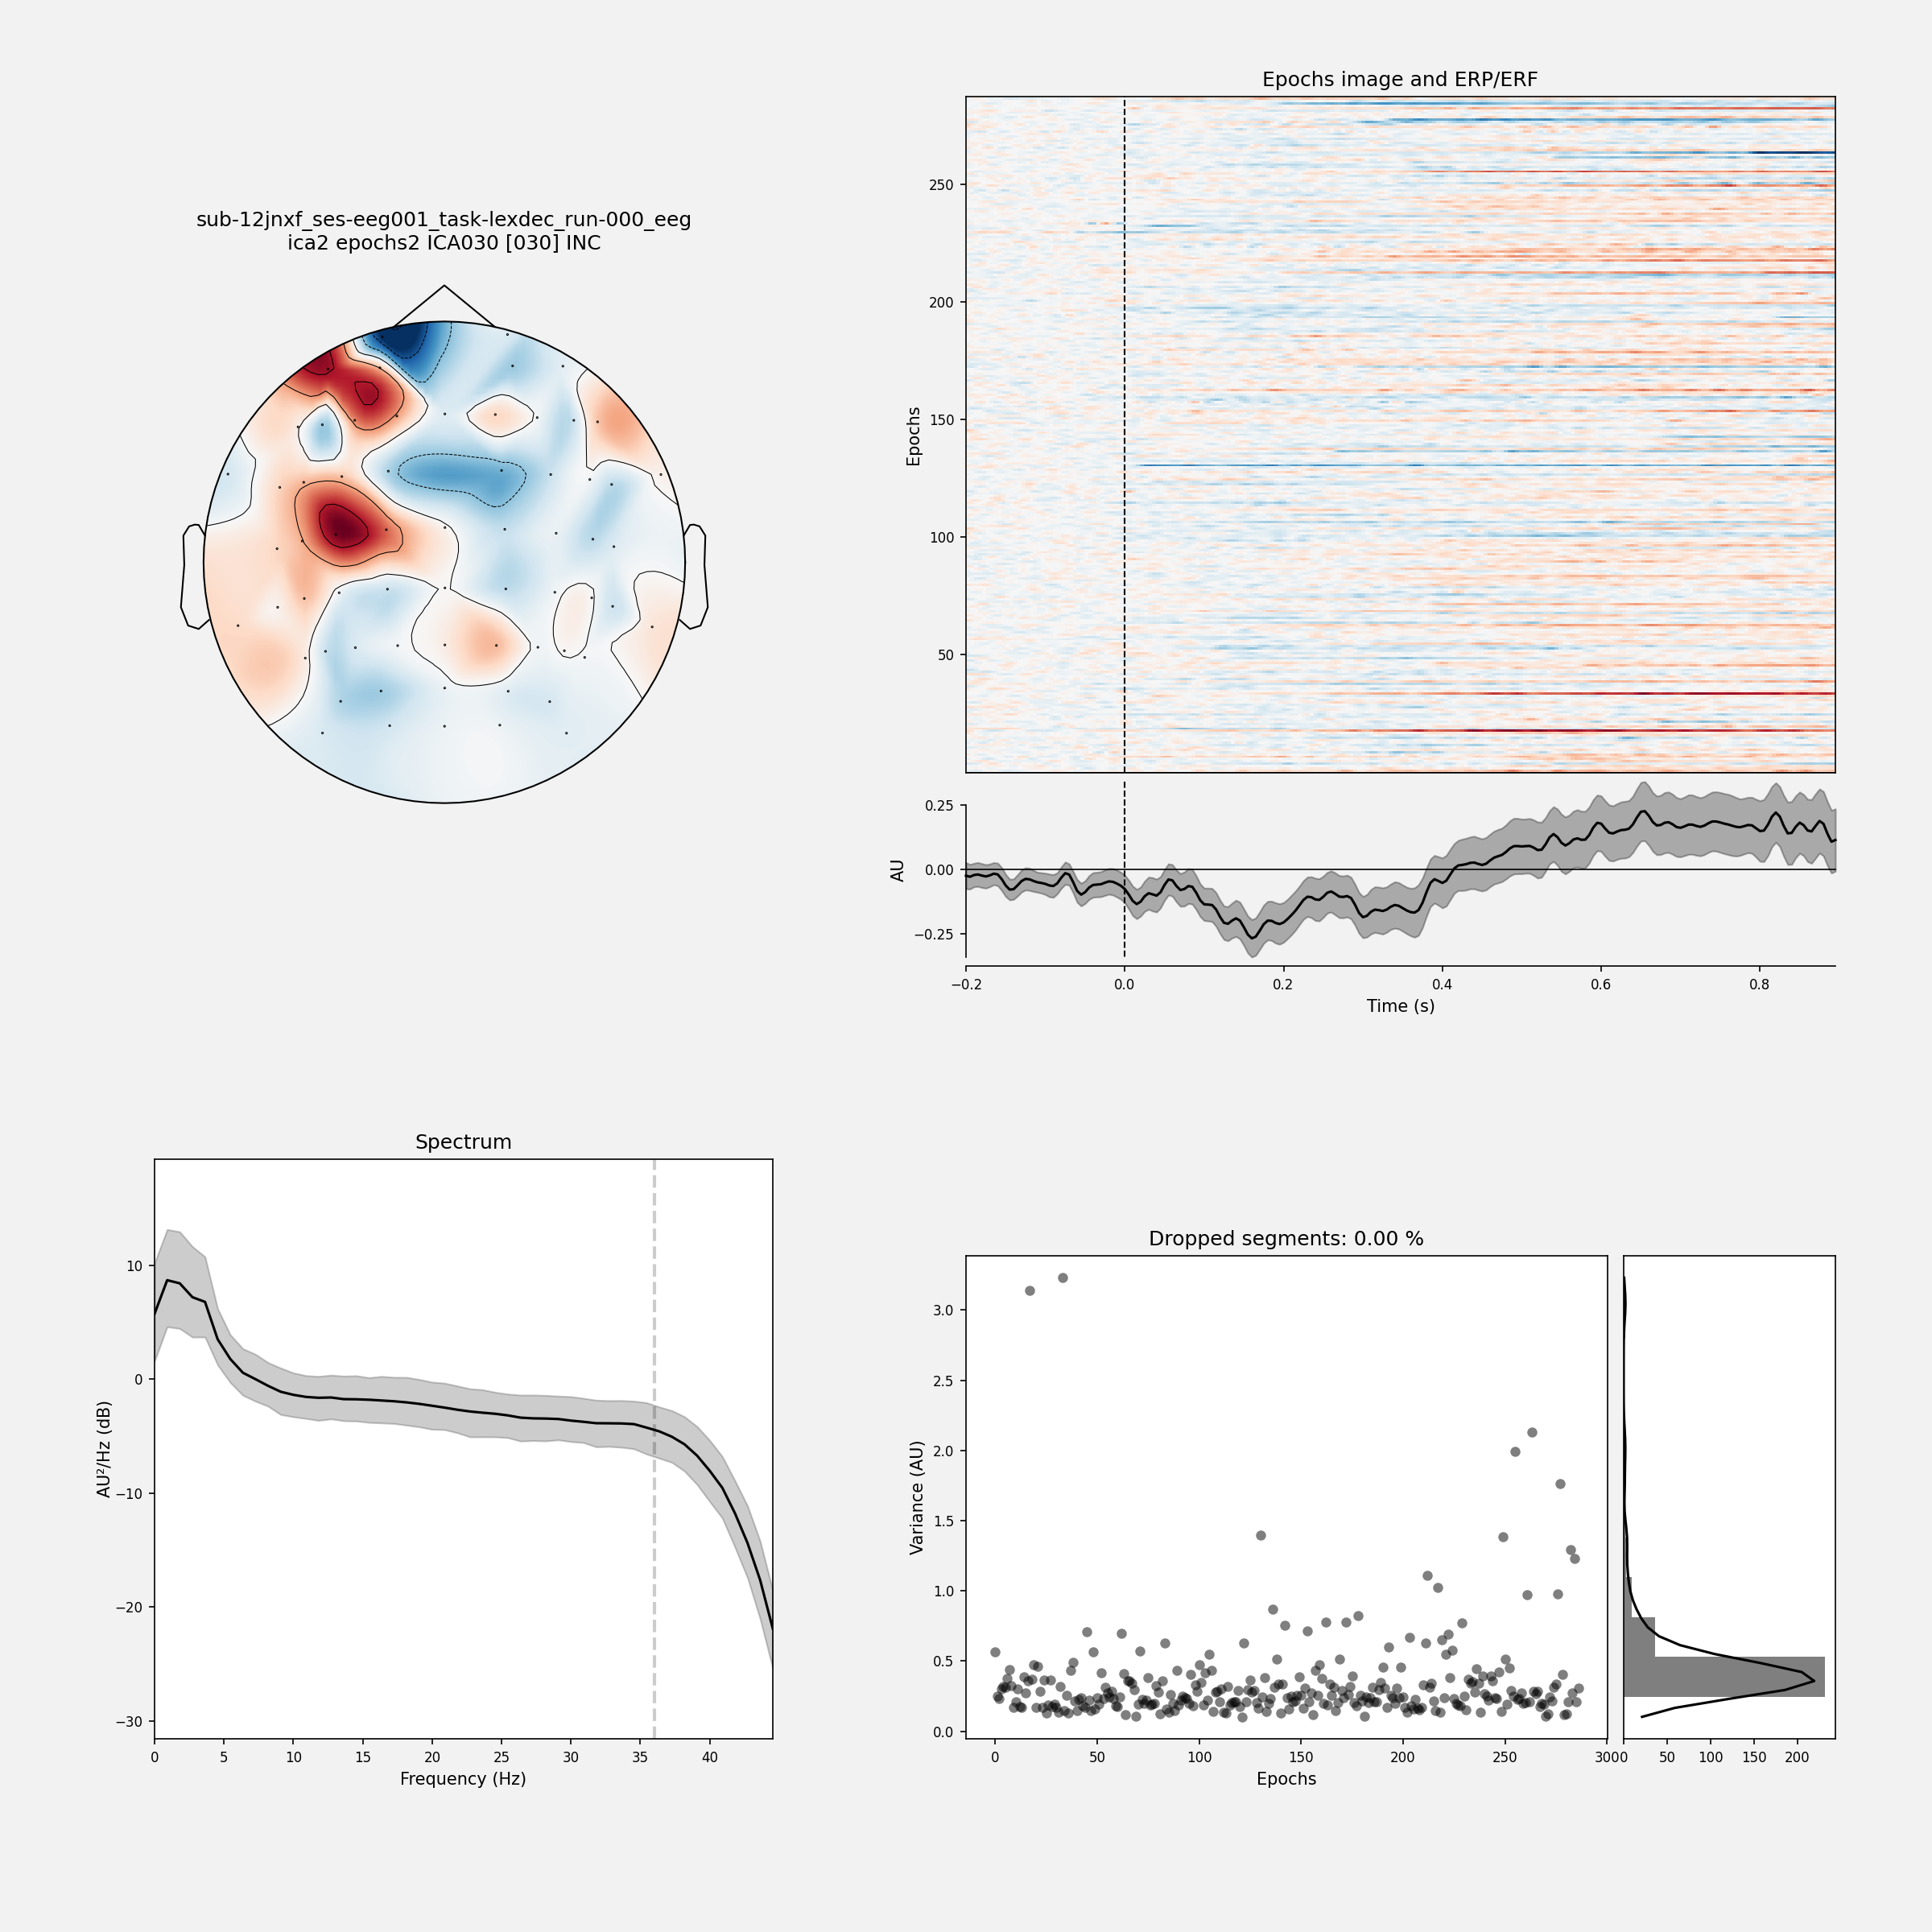 Epochs image and ERP/ERF
sub-12jnxf_ses-eeg001_task-lexdec_run-000_eeg
ica2 epochs2 ICA030 [030] INC
Epochs
250
200
150
100
50
AU
0.25
0.00
−0.25
−0.2 0.0 0.2 0.4 0.6 0.8
Time (s)
Spectrum
AU²/Hz (dB)
10
0
−10
−20
−30
0 5 10 15 20 25 30 35 40
Frequency (Hz)
Dropped segments: 0.00 %
Variance (AU)
3.0
2.5
2.0
1.5
1.0
0.5
0.0
0 50 100 150 200 250 300
Epochs
0 50 100 150 200